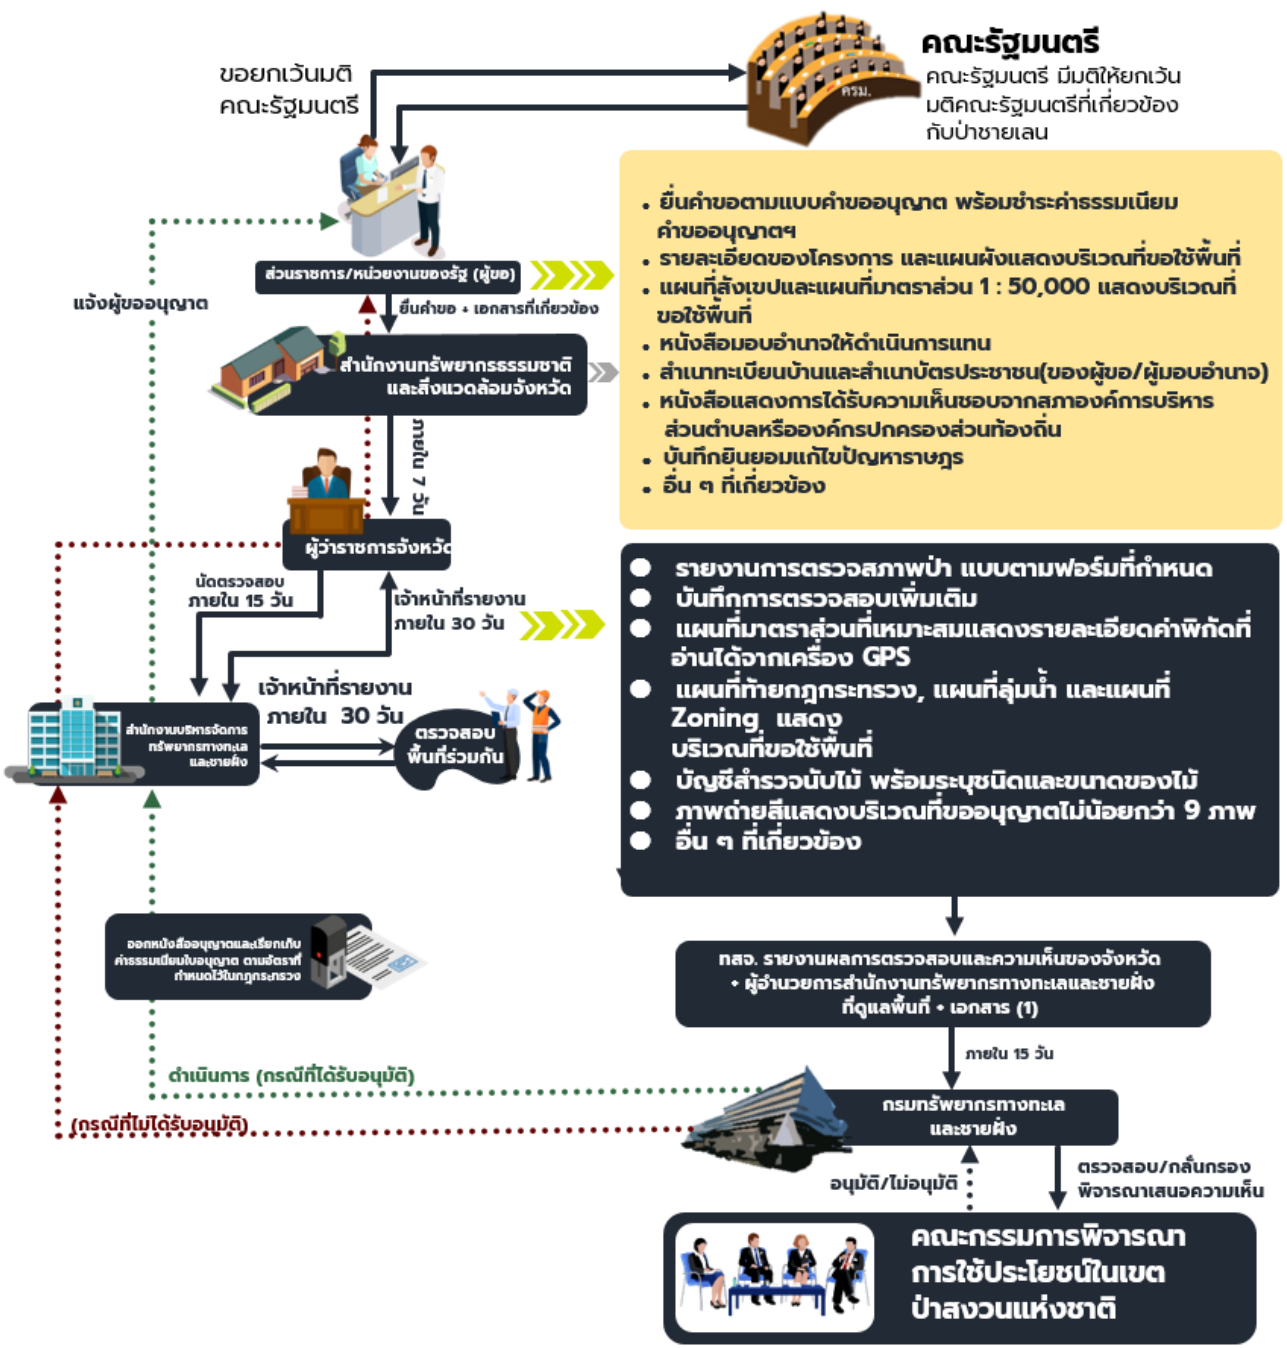 คณะรัฐมนตรี
คณะรัฐมนตรี มีมติให้ยกเว้น
มติคณะรัฐมนตรีที่เกี่ยวข้อง
กับป่าชายเลน
ครม.
ขอยกเว้นมติ
คณะรัฐมนตรี
ส่วนราชการ/หน่วยงานของรัฐ (ผู้ขอ)
แจ้งผู้ขออนุญาต
ยื่นคำขอ + เอกสารที่เกี่ยวข้อง
สำนักงานทรัพยากรธรรมชาติ
และสิ่งแวดล้อมจังหวัด
• ยื่นคำขอตามแบบคำขออนุญาต พร้อมชำระค่าธรรมเนียม
คำขออนุญาตฯ
• รายละเอียดของโครงการ และแผนผังแสดงบริเวณที่ขอใช้พื้นที่
• แผนที่สังเขปและแผนที่มาตราส่วน 1 : 50,000 แสดงบริเวณที่
ขอใช้พื้นที่
• หนังสือมอบอำนาจให้ดำเนินการแทน
• สำเนาทะเบียนบ้านและสำเนาบัตรประชาชน(ของผู้ขอ/ผู้มอบอำนาจ)
• หนังสือแสดงการได้รับความเห็นชอบจากสภาองค์การบริหาร
ส่วนตำบลหรือองค์กรปกครองส่วนท้องถิ่น
• บันทึกยินยอมแก้ไขปัญหาราษฎร
• อื่น ๆ ที่เกี่ยวข้อง
ภายใน 7 วัน
ผู้ว่าราชการจังหวัด
นัดตรวจสอบ
ภายใน 15 วัน
เจ้าหน้าที่รายงาน
ภายใน 30 วัน
เจ้าหน้าที่รายงาน
ภายใน 30 วัน
สำนักงานบริหารจัดการ
ทรัพยากรทางทะเล
และชายฝั่ง
ตรวจสอบ
พื้นที่ร่วมกัน
● รายงานการตรวจสภาพป่า แบบตามฟอร์มที่กำหนด
● บันทึกการตรวจสอบเพิ่มเติม
● แผนที่มาตราส่วนที่เหมาะสมแสดงรายละเอียดค่าพิกัดที่
อ่านได้จากเครื่อง GPS
● แผนที่ท้ายกฎกระทรวง, แผนที่ลุ่มน้ำ และแผนที่
Zoning แสดง
บริเวณที่ขอใช้พื้นที่
● บัญชีสำรวจนับไม้ พร้อมระบุชนิดและขนาดของไม้
● ภาพถ่ายสีแสดงบริเวณที่ขออนุญาตไม่น้อยกว่า 9 ภาพ
● อื่น ๆ ที่เกี่ยวข้อง
ออกหนังสืออนุญาตและเรียกเก็บ
ค่าธรรมเนียมใบอนุญาต ตามอัตราที่
กำหนดไว้ในกฎกระทรวง
ทสจ. รายงานผลการตรวจสอบและความเห็นของจังหวัด
+ ผู้อำนวยการสำนักงานทรัพยากรทางทะเลและชายฝั่ง
ที่ดูแลพื้นที่ + เอกสาร (1)
ภายใน 15 วัน
ดำเนินการ (กรณีที่ได้รับอนุมัติ)
(กรณีที่ไม่ได้รับอนุมัติ)
กรมทรัพยากรทางทะเล
และชายฝั่ง
อนุมัติ/ไม่อนุมัติ
ตรวจสอบ/กลั่นกรอง
พิจารณาเสนอความเห็น
คณะกรรมการพิจารณา
การใช้ประโยชน์ในเขต
ป่าสงวนแห่งชาติ